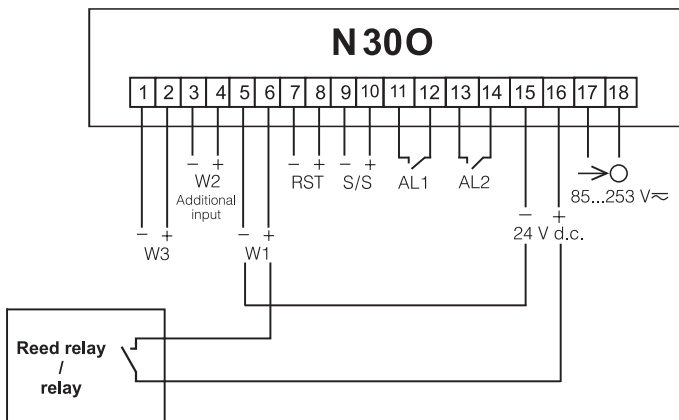 N30O
1 2 3 4 5 6 7 8 9 10 11 12 13 14 15 16 17 18
− + − + − +
W2 RST S/S AL1 AL2
Additional
input
85...253 V≂
− + − + − +
W3 W1 24 V d.c.
Reed relay
/
relay